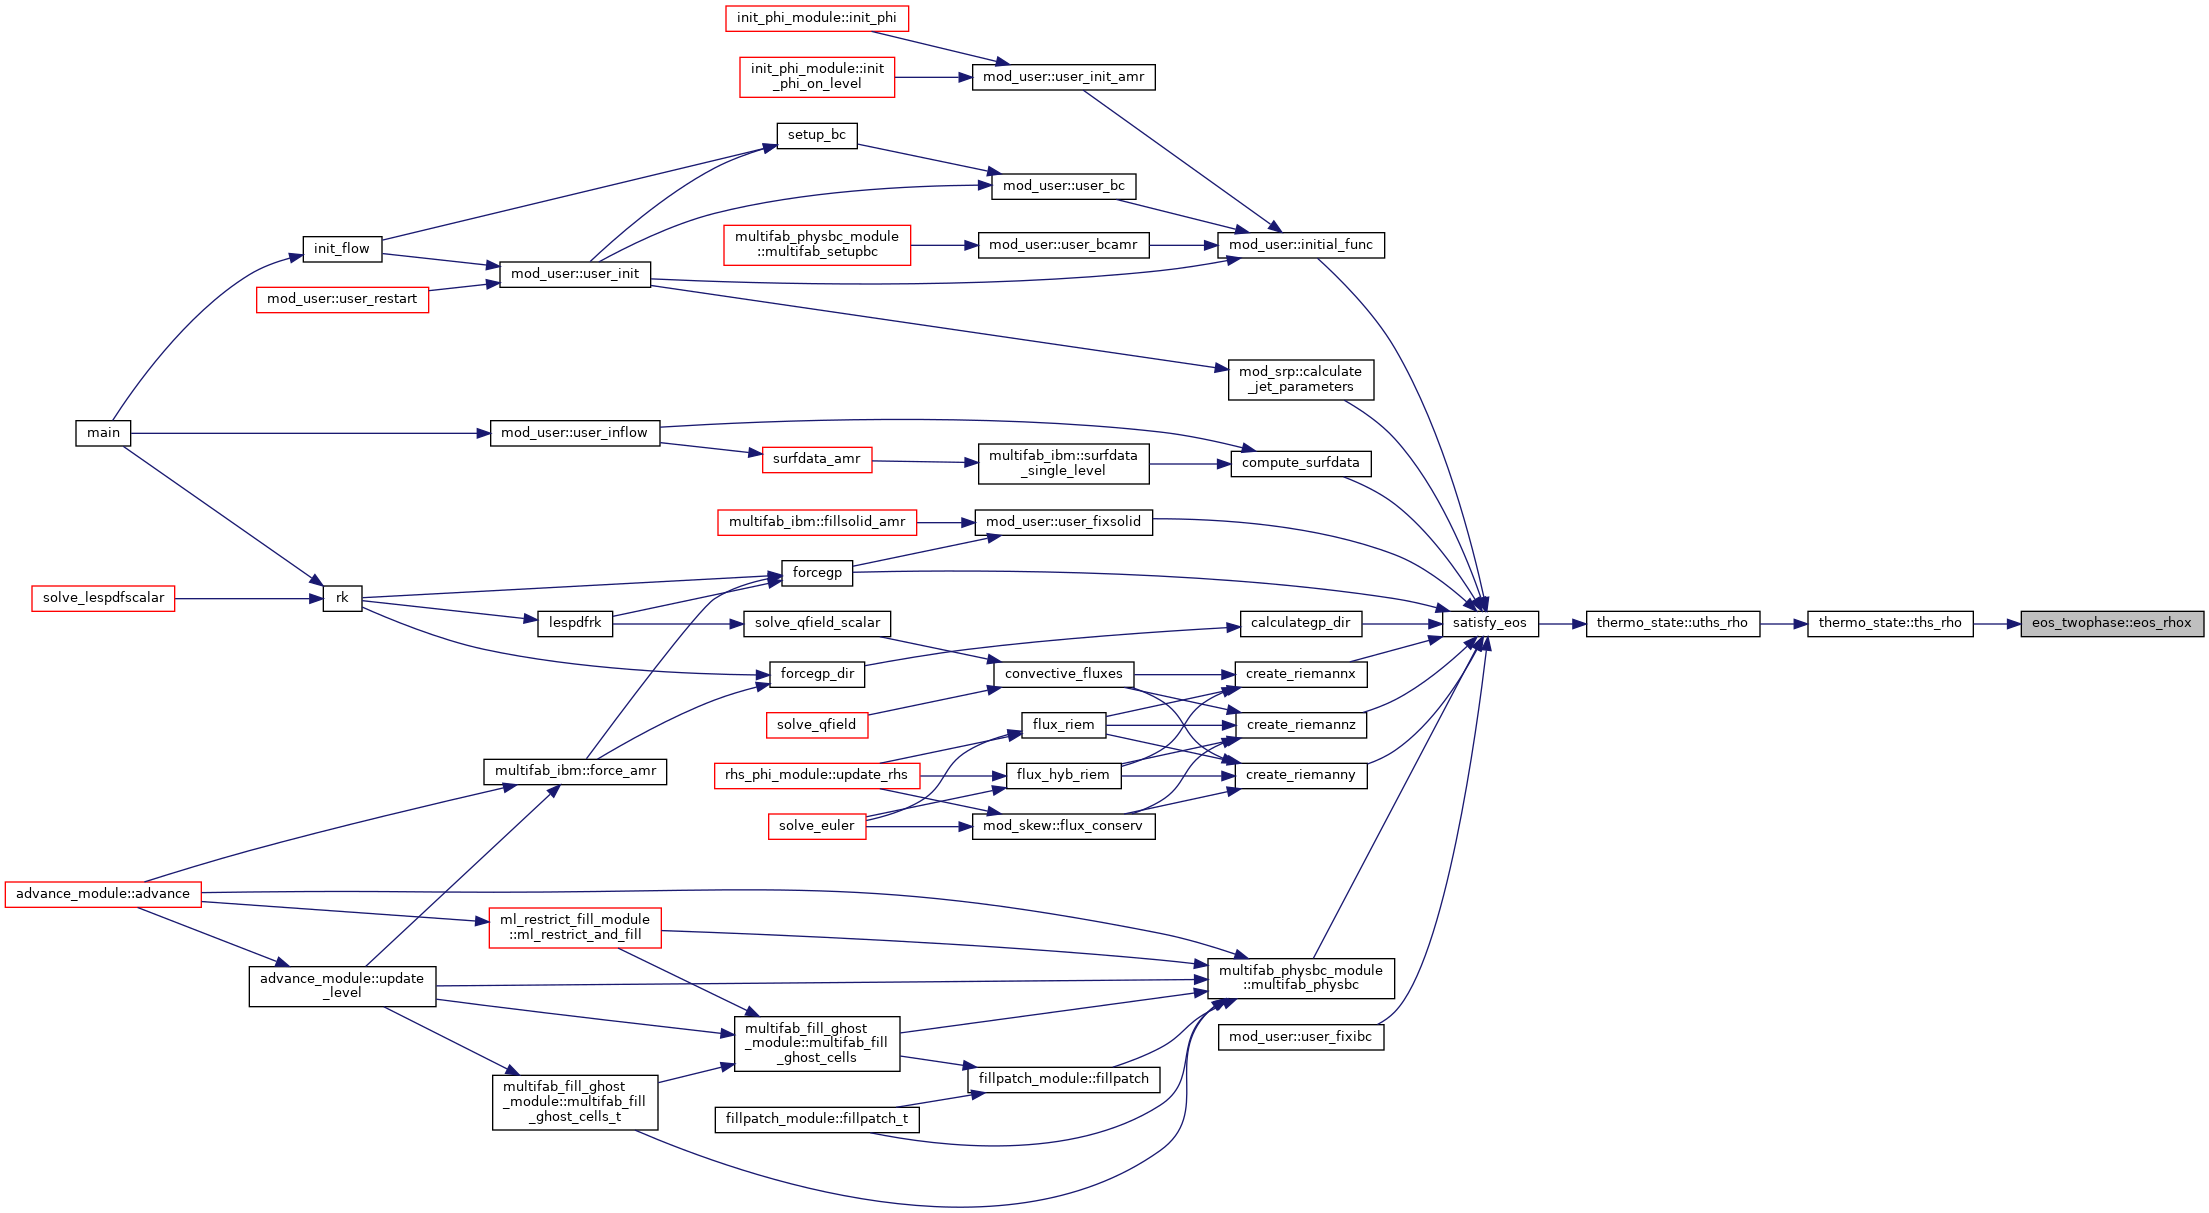 init_phi_module::init_phi
init_phi_module::init
_phi_on_level
mod_user::user_init_amr
setup_bc
mod_user::user_bc
multifab_physbc_module
::multifab_setupbc
mod_user::user_bcamr
mod_user::initial_func
init_flow
mod_user::user_init
mod_user::user_restart
mod_srp::calculate
_jet_parameters
main
mod_user::user_inflow
surfdata_amr
multifab_ibm::surfdata
_single_level
compute_surfdata
multifab_ibm::fillsolid_amr
mod_user::user_fixsolid
forcegp
solve_lespdfscalar
rk
lespdfrk
solve_qfield_scalar
calculategp_dir
satisfy_eos
thermo_state::uths_rho
thermo_state::ths_rho
eos_twophase::eos_rhox
forcegp_dir
convective_fluxes
create_riemannx
solve_qfield
flux_riem
create_riemannz
multifab_ibm::force_amr
rhs_phi_module::update_rhs
flux_hyb_riem
create_riemanny
solve_euler
mod_skew::flux_conserv
advance_module::advance
ml_restrict_fill_module
::ml_restrict_and_fill
advance_module::update
_level
multifab_physbc_module
::multifab_physbc
multifab_fill_ghost
_module::multifab_fill
_ghost_cells
mod_user::user_fixibc
multifab_fill_ghost
_module::multifab_fill
_ghost_cells_t
fillpatch_module::fillpatch
fillpatch_module::fillpatch_t